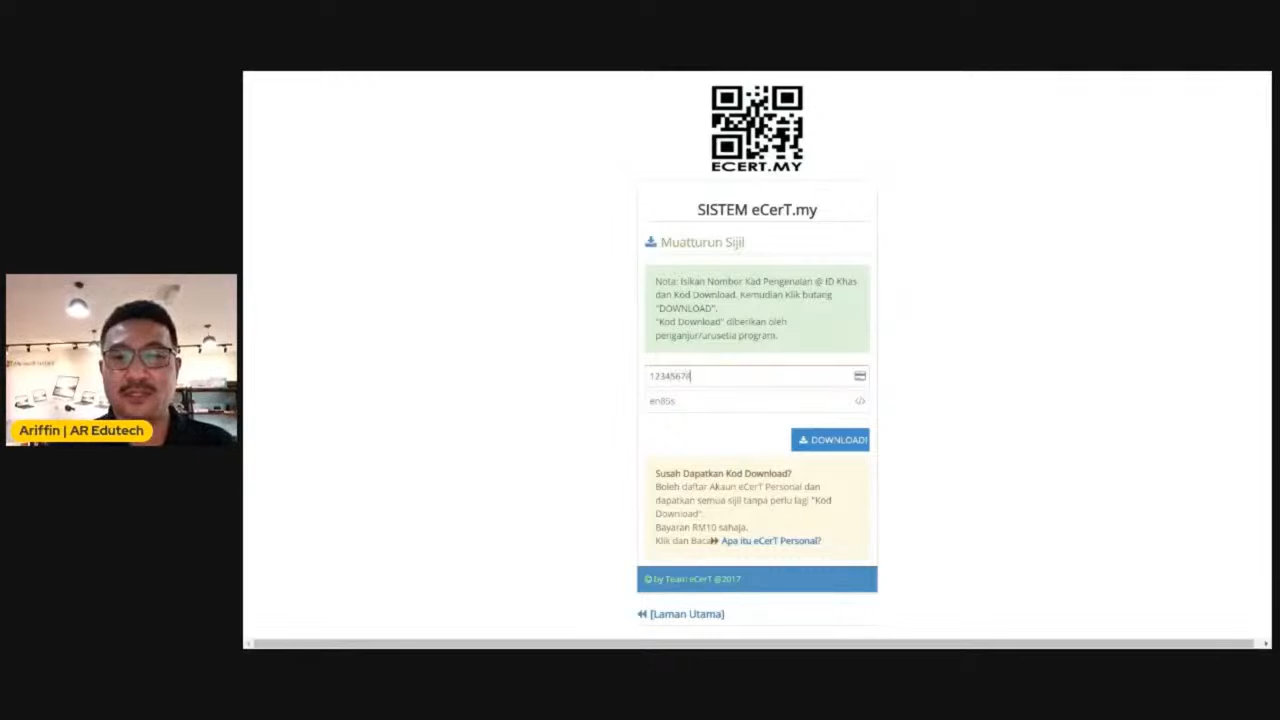 ECERT.MY
SISTEM eCerT.my
Muatturun Sijil
Nota: Isikan Nombor Kad Pengenalan @ ID Khas
dan Kod Download. Kemudian Klik butang
"DOWNLOAD".
"Kod Download" diberikan oleh
penganjur/urusetia program.
12345678
en85s
DOWNLOAD!
Susah Dapatkan Kod Download?
Boleh daftar Akaun eCerT Personal dan
dapatkan semua sijil tanpa perlu lagi "Kod
Download".
Bayaran RM10 sahaja.
Klik dan Baca Apa itu eCerT Personal?
© by Team eCerT @2017
[Laman Utama]
Ariffin | AR Edutech